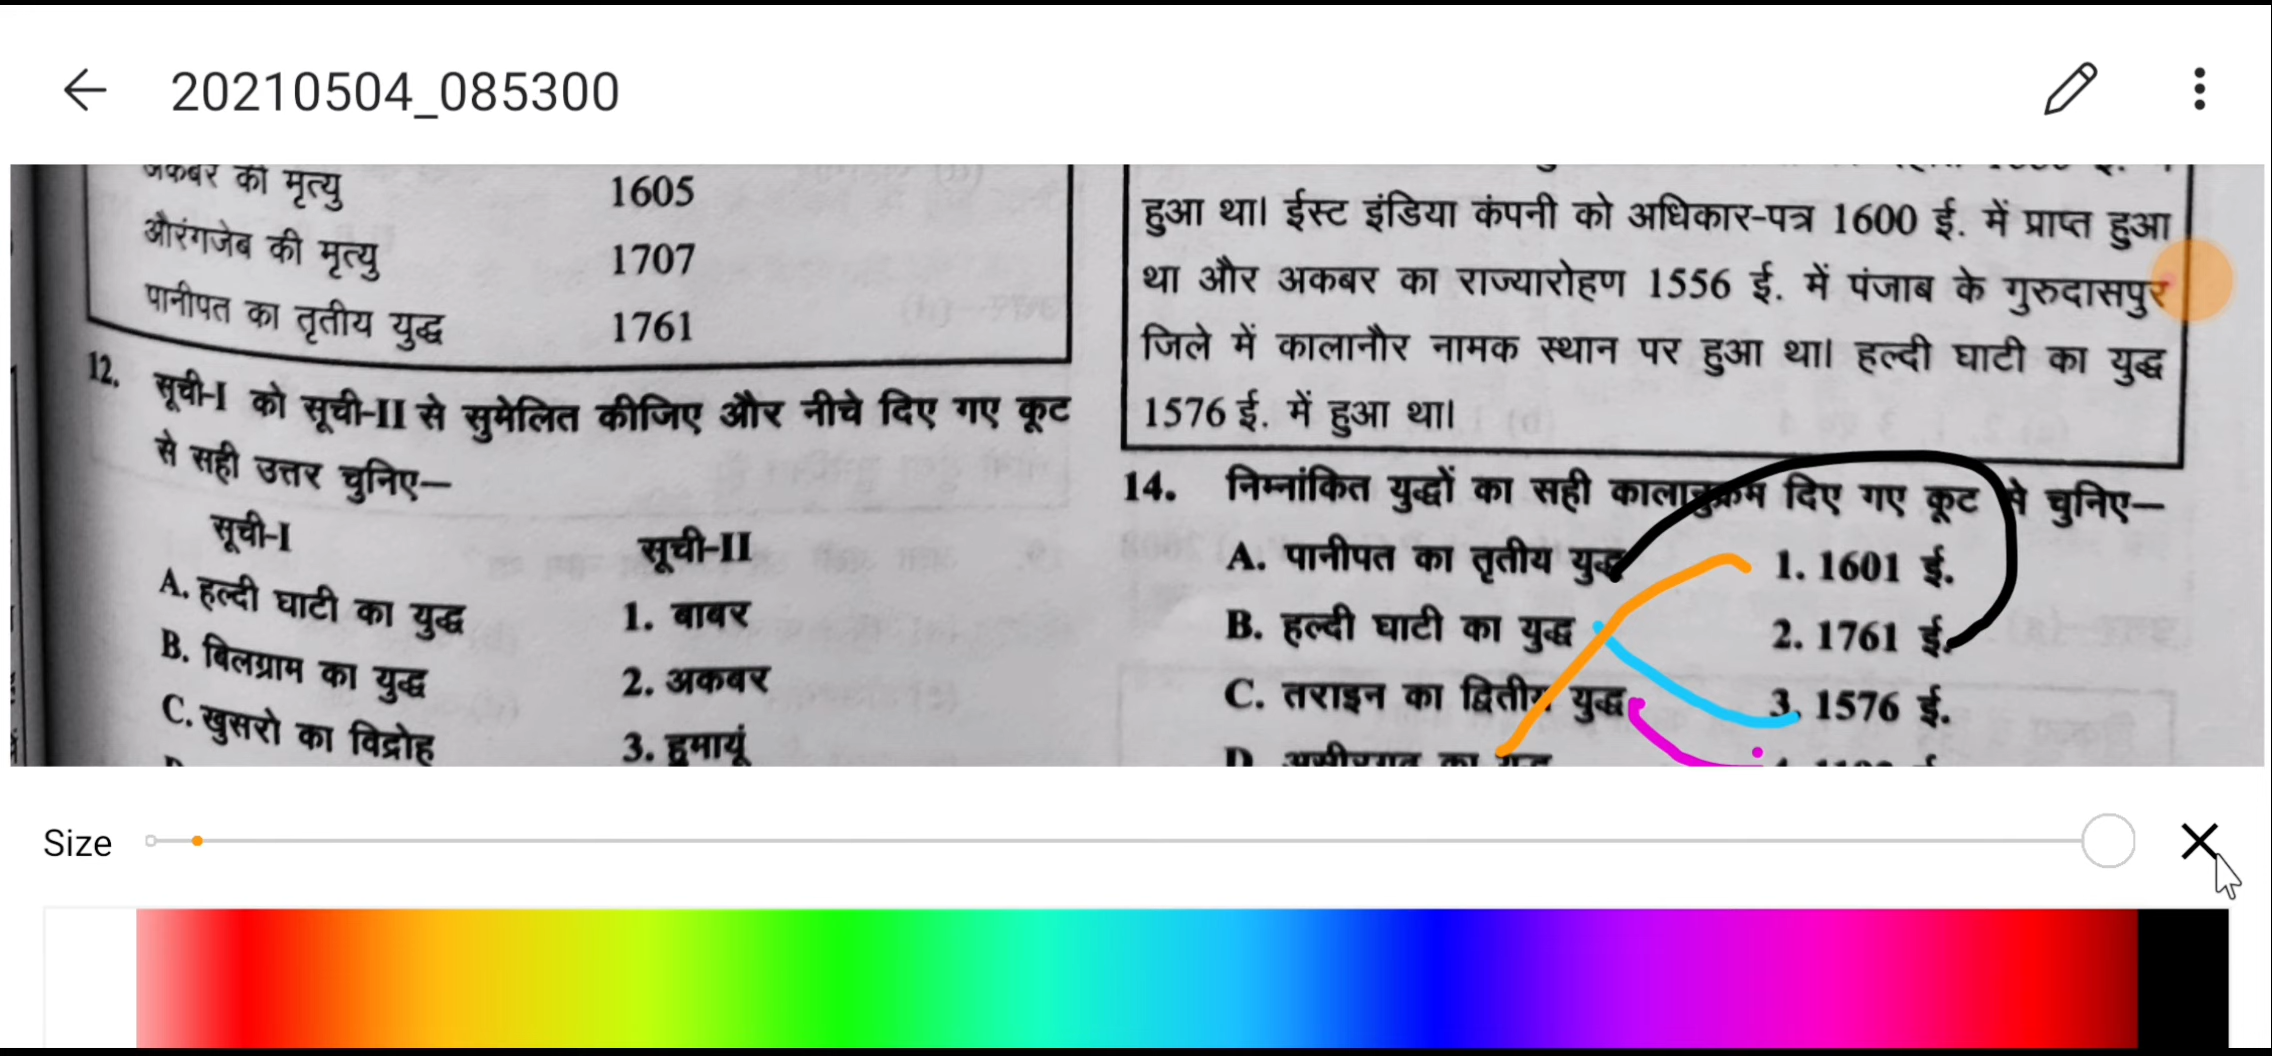 20210504_085300
अकबर की मृत्यु 1605
औरंगजेब की मृत्यु 1707
पानीपत का तृतीय युद्ध 1761
12. सूची-I को सूची-II से सुमेलित कीजिए और नीचे दिए गए कूट
से सही उत्तर चुनिए—
सूची-I सूची-II
A. हल्दी घाटी का युद्ध 1. बाबर
B. बिलग्राम का युद्ध 2. अकबर
C. खुसरो का विद्रोह 3. हुमायूं
हुआ था। ईस्ट इंडिया कंपनी को अधिकार-पत्र 1600 ई. में प्राप्त हुआ
था और अकबर का राज्यारोहण 1556 ई. में पंजाब के गुरुदासपुर
जिले में कालानौर नामक स्थान पर हुआ था। हल्दी घाटी का युद्ध
1576 ई. में हुआ था।
14. निम्नांकित युद्धों का सही कालानुक्रम दिए गए कूट से चुनिए—
A. पानीपत का तृतीय युद्ध 1. 1601 ई.
B. हल्दी घाटी का युद्ध 2. 1761 ई.
C. तराइन का द्वितीय युद्ध 3. 1576 ई.
Size